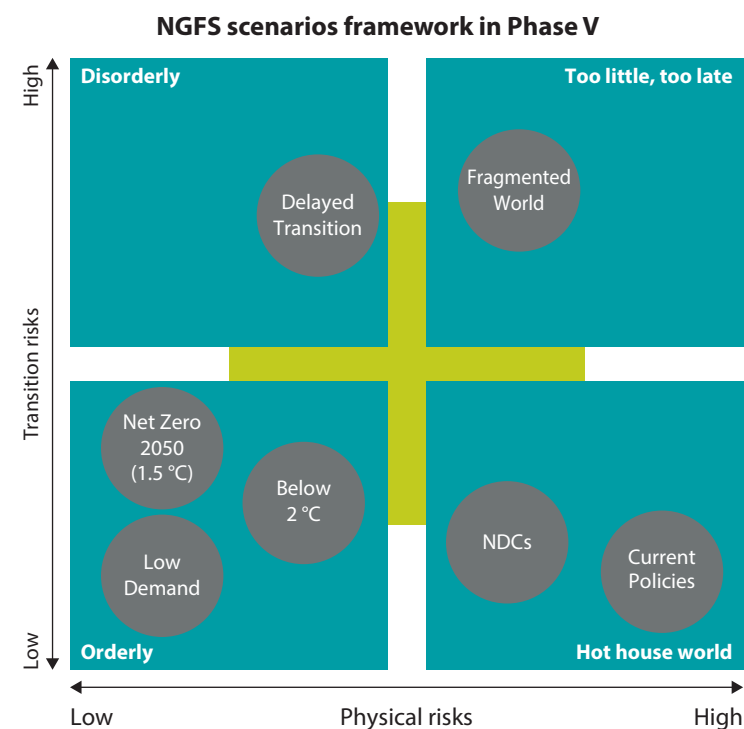 NGFS scenarios framework in Phase V
High
Transition risks
Low
Disorderly
Too little, too late
Delayed
Transition
Fragmented
World
Net Zero
2050
(1.5 °C)
Below
2 °C
Low
Demand
NDCs
Current
Policies
Orderly
Hot house world
Low
Physical risks
High